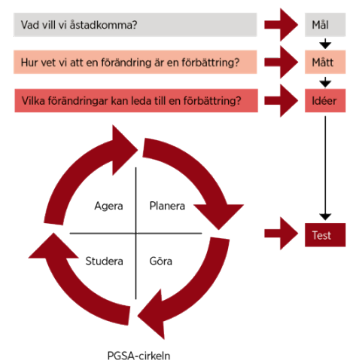 Vad vill vi åstadkomma?
Mål
Hur vet vi att en förändring är en förbättring?
Mått
Vilka förändringar kan leda till en förbättring?
Idéer
Agera
Planera
Test
Studera
Göra
PGSA-cirkeln